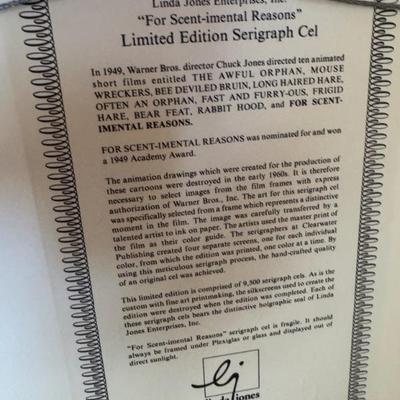 Linda Jones Enterprises, Inc.
"For Scent-imental Reasons"
Limited Edition Serigraph Cel
In 1949, Warner Bros. director Chuck Jones directed ten animated
short films entitled THE AWFUL ORPHAN, MOUSE
WRECKERS, BEE DEVILED BRUIN, LONG HAIRED HARE,
OFTEN AN ORPHAN, FAST AND FURRY-OUS, FRIGID
HARE, BEAR FEAT, RABBIT HOOD, and FOR SCENT-
IMENTAL REASONS.
FOR SCENT-IMENTAL REASONS was nominated for and won
a 1949 Academy Award.
The animation drawings which were created for the production of
these cartoons were destroyed in the early 1960s. It is therefore
necessary to select images from the film frames with express
authorization of Warner Bros., Inc. The art for this serigraph cel
was specifically selected from a frame which represents a distinctive
moment in the film. The image was carefully transferred by a
talented artist to ink on paper. The artists used the master print of
the film as their color guide. The serigraphers at Clearwater
Publishing created four separate screens, one for each individual
color, from which the edition was printed, one color at a time. By
using this meticulous serigraph process, the hand-crafted quality
of an original cel was achieved.
This limited edition is comprised of 9,500 serigraph cels. As is the
custom with fine art printmaking, the silkscreens used to create the
edition were destroyed when the edition was completed. Each of
these serigraph cels bears the distinctive holgraphic seal of Linda
Jones Enterprises, Inc.
"For Scent-imental Reasons" serigraph cel is fragile. It should
always be framed under Plexiglas or glass and displayed out of
direct sunlight.
lj
linda jones